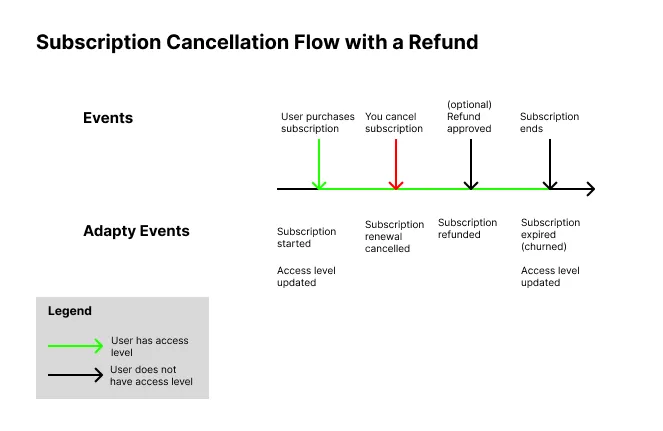 Subscription Cancellation Flow with a Refund
Events
User purchases
subscription
You cancel
subscription
(optional)
Refund
approved
Subscription
ends
Adapty Events
Subscription
started
Access level
updated
Subscription
renewal
cancelled
Subscription
refunded
Subscription
expired
(churned)
Access level
updated
Legend
User has access
level
User does not
have access level